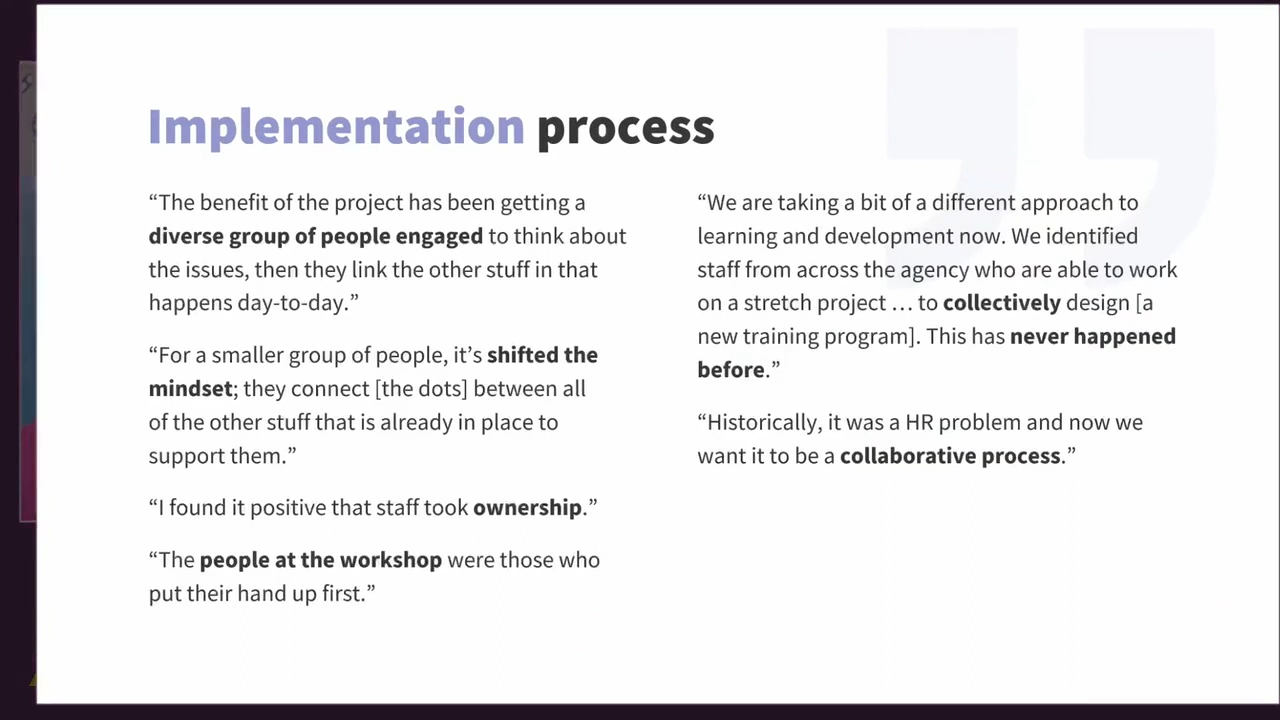 Implementation process
“The benefit of the project has been getting a
diverse group of people engaged to think about
the issues, then they link the other stuff in that
happens day-to-day.”
“For a smaller group of people, it’s shifted the
mindset; they connect [the dots] between all
of the other stuff that is already in place to
support them.”
“I found it positive that staff took ownership.”
“The people at the workshop were those who
put their hand up first.”
“We are taking a bit of a different approach to
learning and development now. We identified
staff from across the agency who are able to work
on a stretch project … to collectively design [a
new training program]. This has never happened
before.”
“Historically, it was a HR problem and now we
want it to be a collaborative process.”